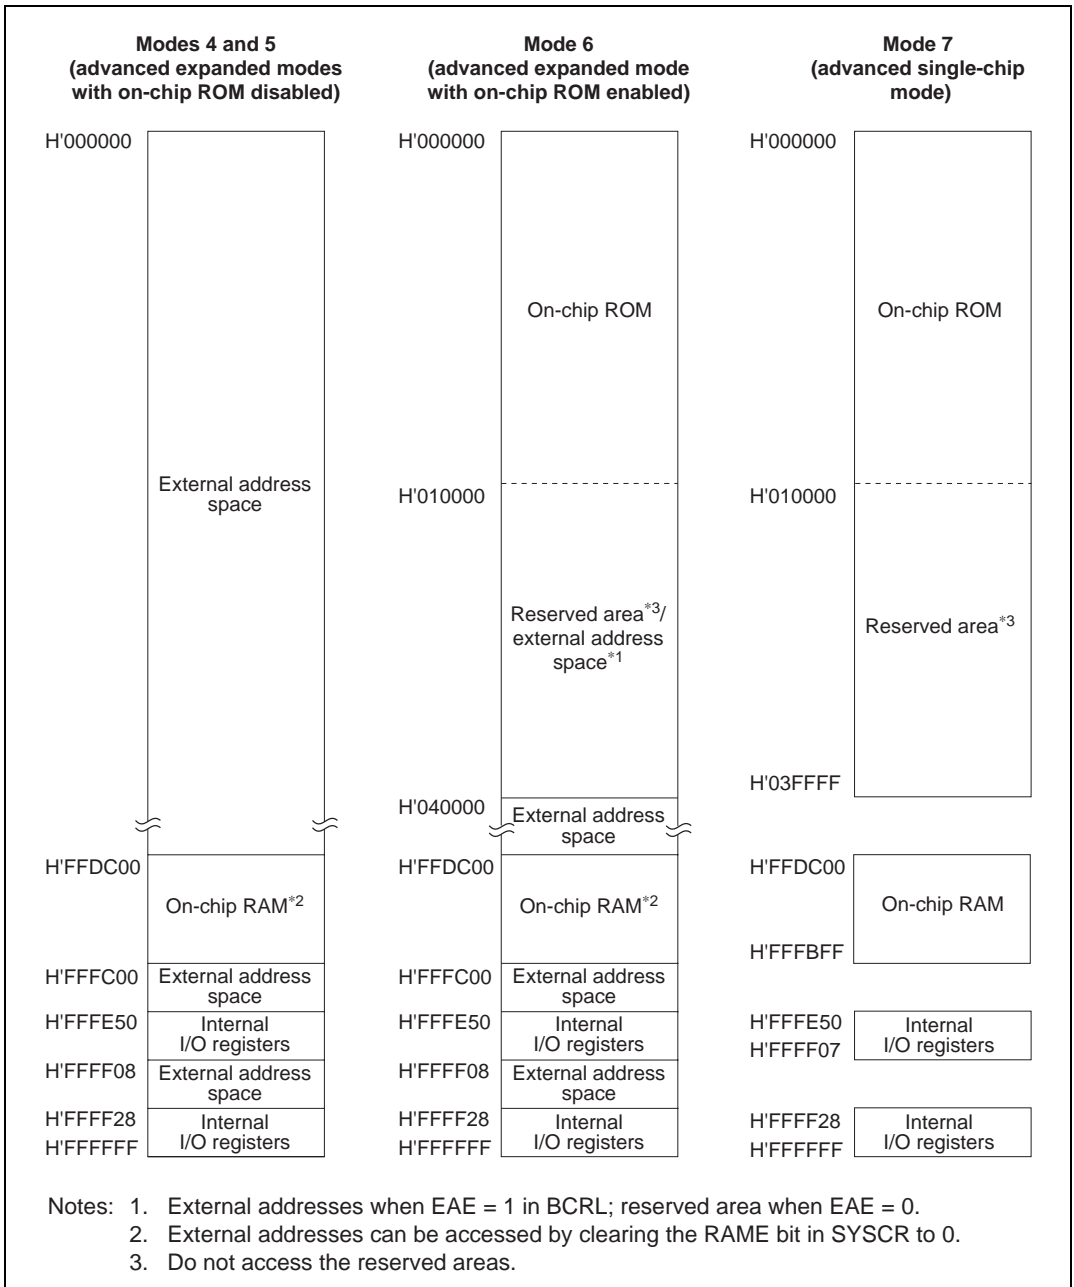 Modes 4 and 5
(advanced expanded modes
with on-chip ROM disabled)
H'000000
External address
space
H'FFDC00
On-chip RAM*2
H'FFFC00
External address
space
H'FFFE50
Internal
I/O registers
H'FFFF08
External address
space
H'FFFF28
Internal
I/O registers
H'FFFFFF
Mode 6
(advanced expanded mode
with on-chip ROM enabled)
H'000000
On-chip ROM
H'010000
Reserved area*3/
external address
space*1
H'040000
External address
space
H'FFDC00
On-chip RAM*2
H'FFFC00
External address
space
H'FFFE50
Internal
I/O registers
H'FFFF08
External address
space
H'FFFF28
Internal
I/O registers
H'FFFFFF
Mode 7
(advanced single-chip
mode)
H'000000
On-chip ROM
H'010000
Reserved area*3
H'03FFFF
H'FFDC00
On-chip RAM
H'FFFBFF
H'FFFE50
Internal
I/O registers
H'FFFF07
H'FFFF28
Internal
I/O registers
H'FFFFFF
Notes: 1. External addresses when EAE = 1 in BCRL; reserved area when EAE = 0.
2. External addresses can be accessed by clearing the RAME bit in SYSCR to 0.
3. Do not access the reserved areas.